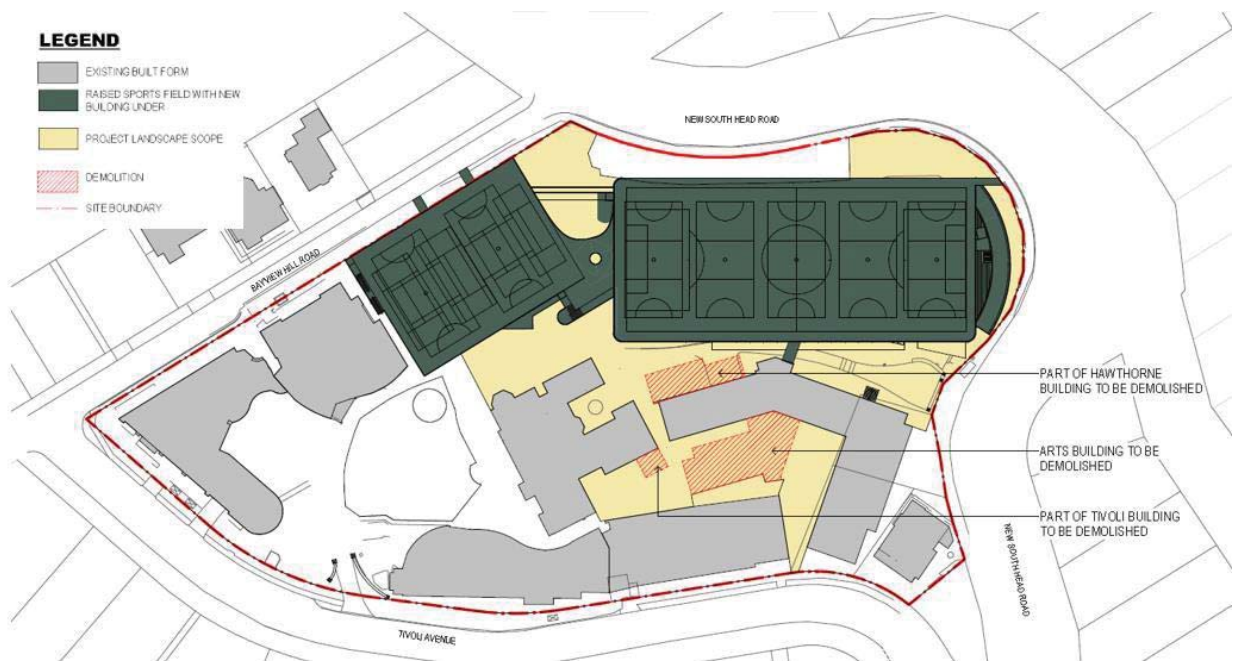 LEGEND
EXISTING BUILT FORM
RAISED SPORTS FIELD WITH NEW
BUILDING UNDER
PROJECT LANDSCAPE SCOPE
DEMOLITION
SITE BOUNDARY
NEW SOUTH HEAD ROAD
BAYVIEW HILL ROAD
PART OF HAWTHORNE
BUILDING TO BE DEMOLISHED
ARTS BUILDING TO BE
DEMOLISHED
PART OF TIVOLI BUILDING
TO BE DEMOLISHED
NEW SOUTH HEAD ROAD
TIVOLI AVENUE